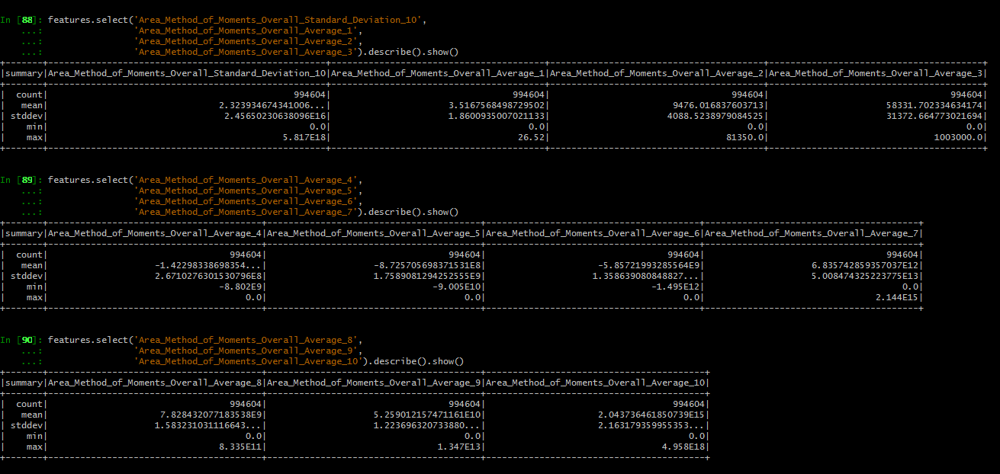 In [88]: features.select('Area_Method_of_Moments_Overall_Standard_Deviation_10',
   ...:                 'Area_Method_of_Moments_Overall_Average_1',
   ...:                 'Area_Method_of_Moments_Overall_Average_2',
   ...:                 'Area_Method_of_Moments_Overall_Average_3').describe().show()
|summary|Area_Method_of_Moments_Overall_Standard_Deviation_10|Area_Method_of_Moments_Overall_Average_1|Area_Method_of_Moments_Overall_Average_2|Area_Method_of_Moments_Overall_Average_3|
| count| 994604| 994604| 994604| 994604|
| mean| 2.323934674341006...| 3.5167568498729502| 9476.016837603713| 58331.702334634174|
| stddev| 2.45650230638096E16| 1.8600935007021133| 4088.5238979084525| 31372.664773021694|
| min| 0.0| 0.0| 0.0| 0.0|
| max| 5.817E18| 26.52| 81350.0| 1003000.0|
In [89]: features.select('Area_Method_of_Moments_Overall_Average_4',
   ...:                 'Area_Method_of_Moments_Overall_Average_5',
   ...:                 'Area_Method_of_Moments_Overall_Average_6',
   ...:                 'Area_Method_of_Moments_Overall_Average_7').describe().show()
|summary|Area_Method_of_Moments_Overall_Average_4|Area_Method_of_Moments_Overall_Average_5|Area_Method_of_Moments_Overall_Average_6|Area_Method_of_Moments_Overall_Average_7|
| count| 994604| 994604| 994604| 994604|
| mean| -1.42298338698354...| -8.725705698371531E8| -5.85721993285564E9| 6.835742859357037E12|
| stddev| 2.6710276301530796E8| 1.7589081294252555E9| 1.358639080848827...| 5.008474325223775E13|
| min| -8.802E9| -9.005E10| -1.495E12| 0.0|
| max| 0.0| 0.0| 0.0| 2.144E15|
In [90]: features.select('Area_Method_of_Moments_Overall_Average_8',
   ...:                 'Area_Method_of_Moments_Overall_Average_9',
   ...:                 'Area_Method_of_Moments_Overall_Average_10').describe().show()
|summary|Area_Method_of_Moments_Overall_Average_8|Area_Method_of_Moments_Overall_Average_9|Area_Method_of_Moments_Overall_Average_10|
| count| 994604| 994604| 994604|
| mean| 7.828432077183538E9| 5.259012157471161E10| 2.043736461850739E15|
| stddev| 1.583231031116643...| 1.223696320733880...| 2.163179359955353...|
| min| 0.0| 0.0| 0.0|
| max| 8.335E11| 1.347E13| 4.958E18|